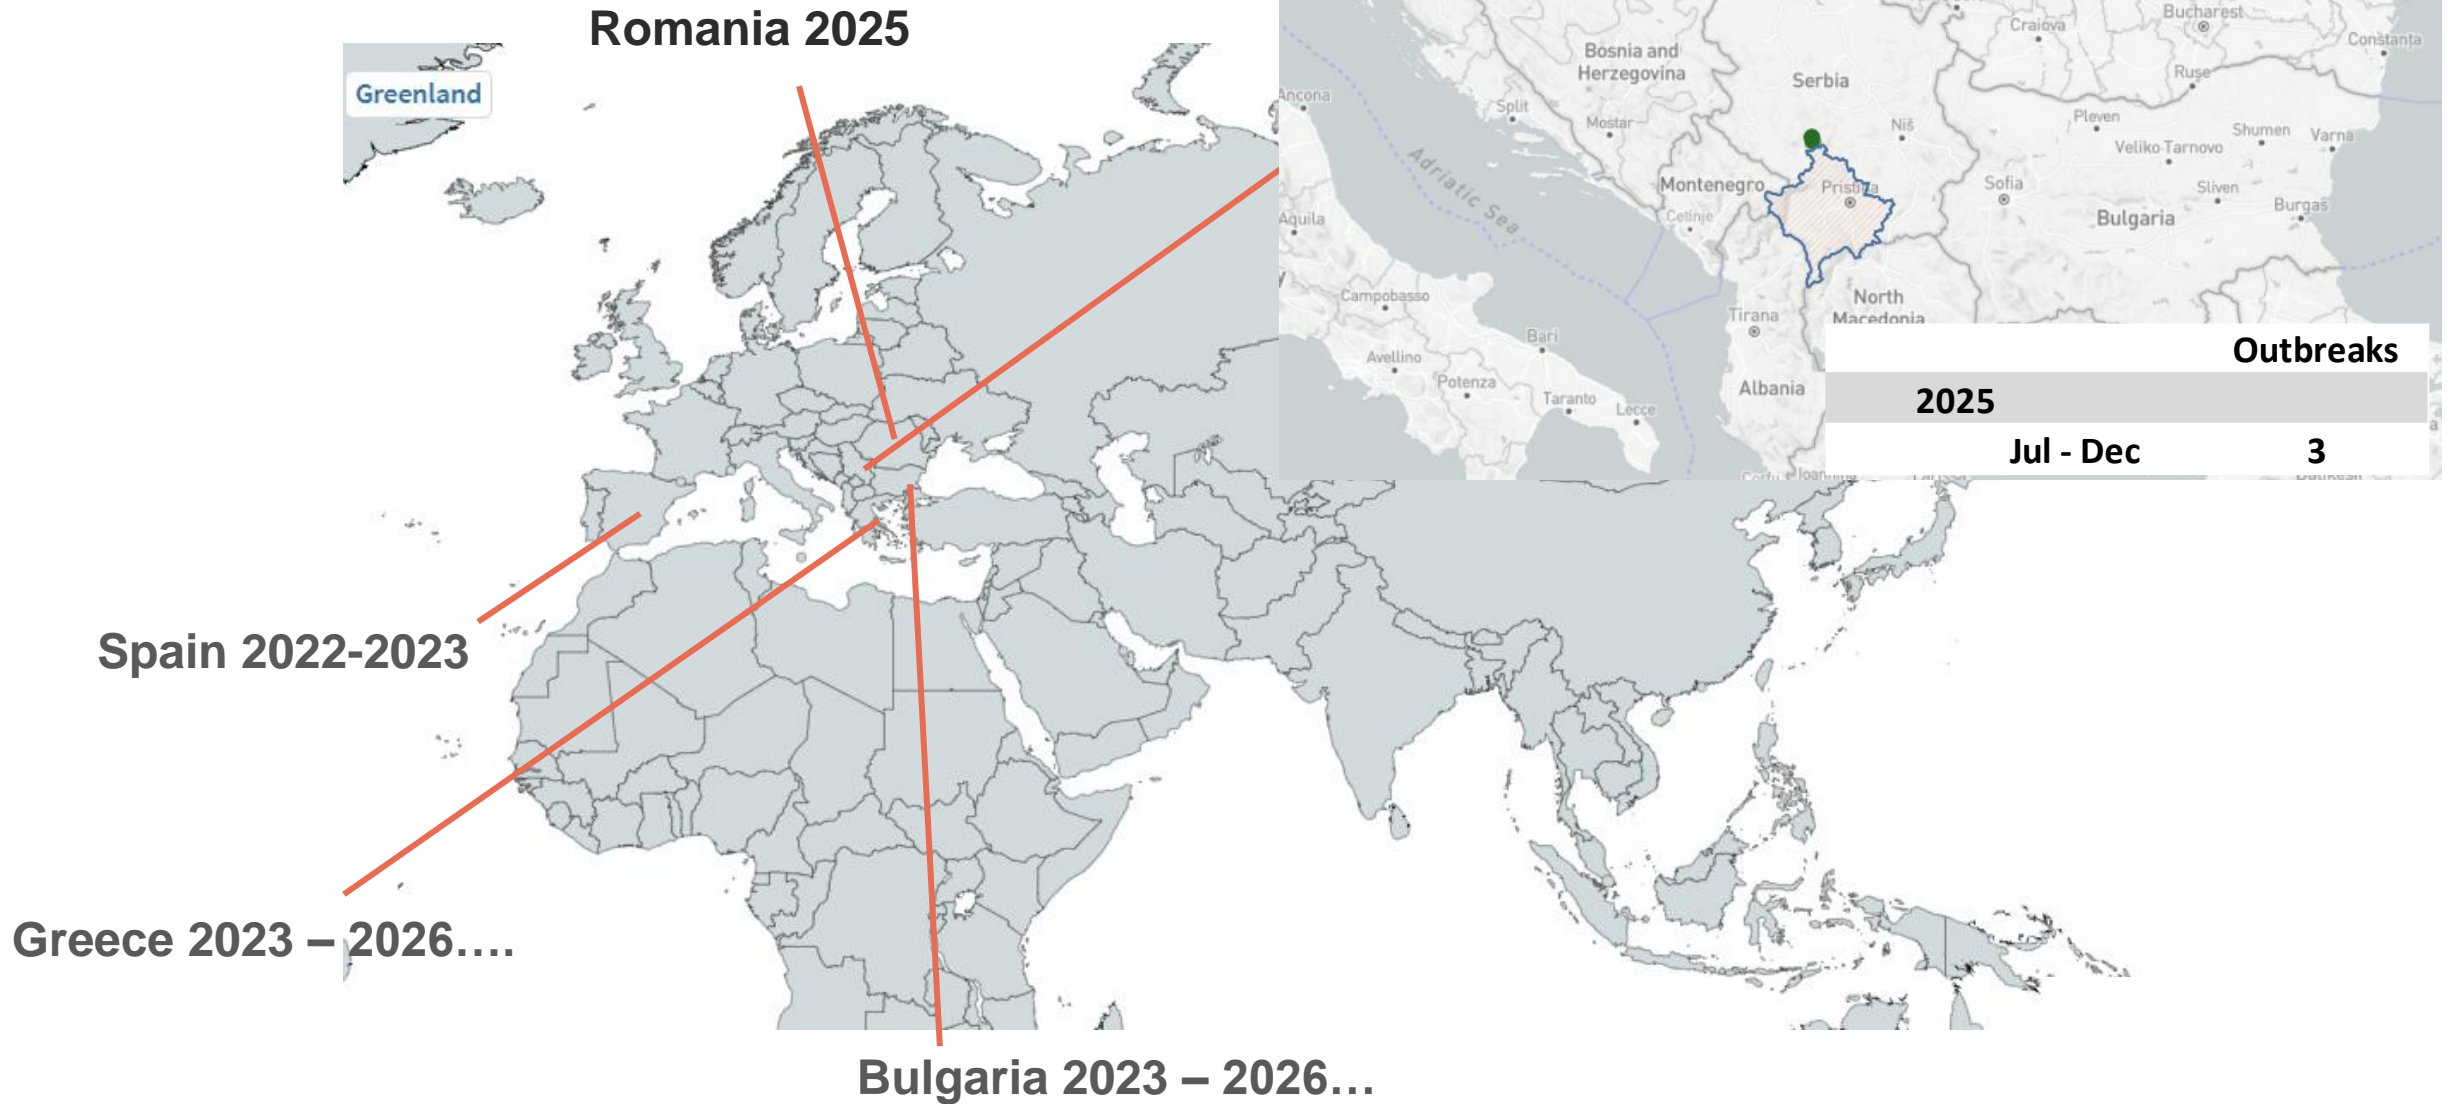 Romania 2025
Greenland
Craiova
Bucharest
Constanța
Bosnia and
Herzegovina
Serbia
Ruse
Ancona
Split
Mostar
Niš
Pleven
Shumen
Varna
Veliko Tarnovo
Adriatic Sea
Montenegro
Pristina
Sofia
Sliven
Aquila
Cetinje
Bulgaria
Burgas
Campobasso
North
Macedonia
Tirana
Bari
Avellino
Potenza
Albania
Taranto
Lecce
Outbreaks
2025
Jul - Dec 3
Spain 2022-2023
Greece 2023 – 2026….
Bulgaria 2023 – 2026…